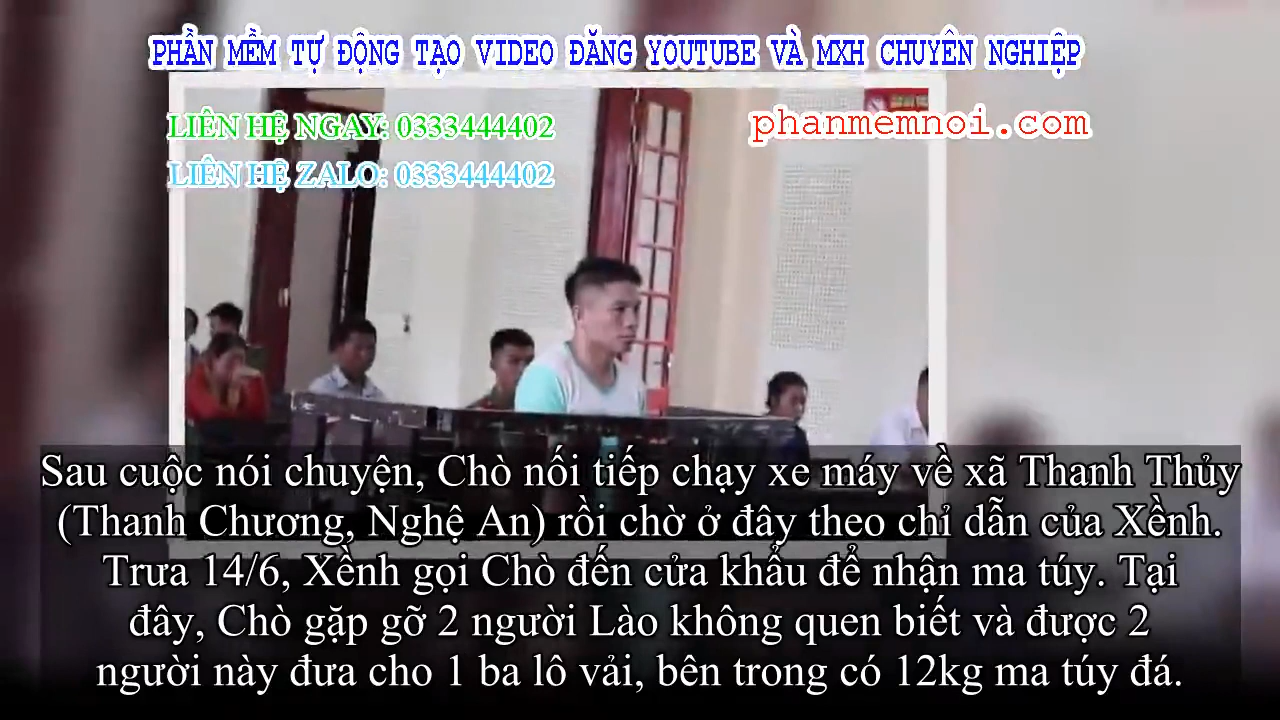 PHẦN MỀM TỰ ĐỘNG TẠO VIDEO ĐĂNG YOUTUBE VÀ MXH CHUYÊN NGHIỆP
LIÊN HỆ NGAY: 0333444402
phanmemnoi.com
LIÊN HỆ ZALO: 0333444402
Sau cuộc nói chuyện, Chò nối tiếp chạy xe máy về xã Thanh Thủy
(Thanh Chương, Nghệ An) rồi chờ ở đây theo chỉ dẫn của Xềnh.
Trưa 14/6, Xềnh gọi Chò đến cửa khẩu để nhận ma túy. Tại
đây, Chò gặp gỡ 2 người Lào không quen biết và được 2
người này đưa cho 1 ba lô vải, bên trong có 12kg ma túy đá.